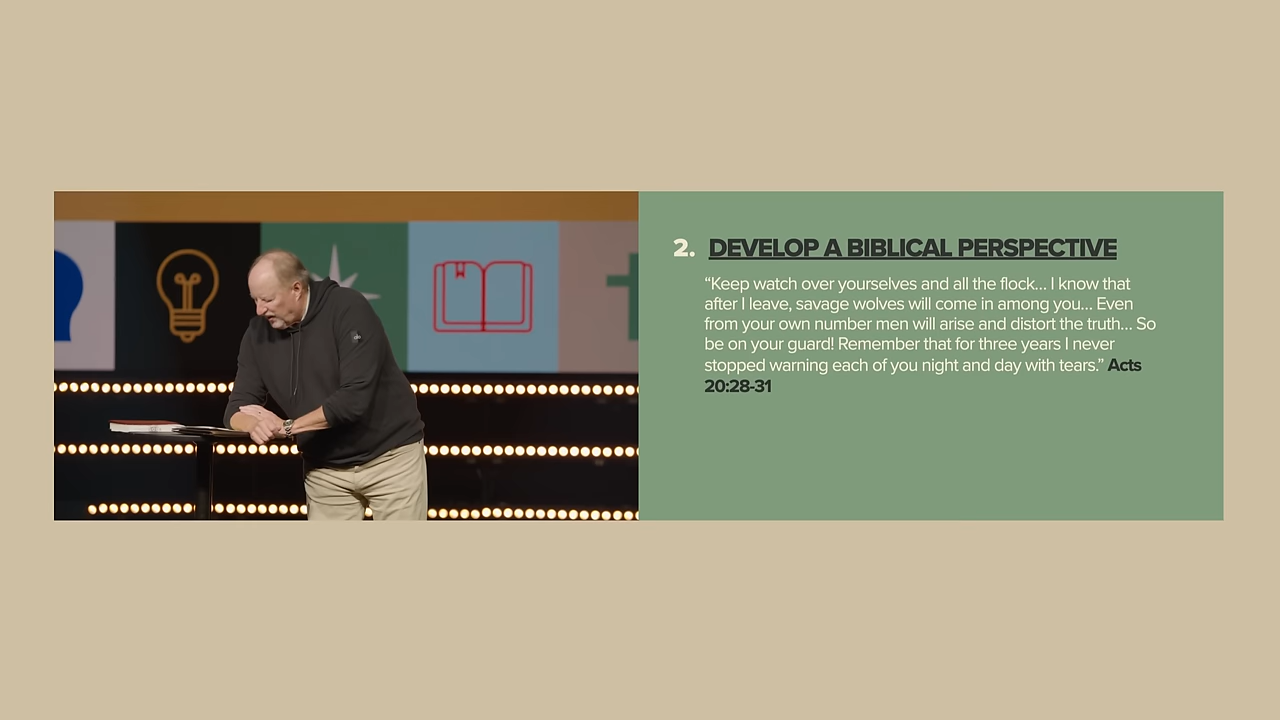 2. DEVELOP A BIBLICAL PERSPECTIVE
“Keep watch over yourselves and all the flock... I know that
after I leave, savage wolves will come in among you... Even
from your own number men will arise and distort the truth... So
be on your guard! Remember that for three years I never
stopped warning each of you night and day with tears.” Acts
20:28-31